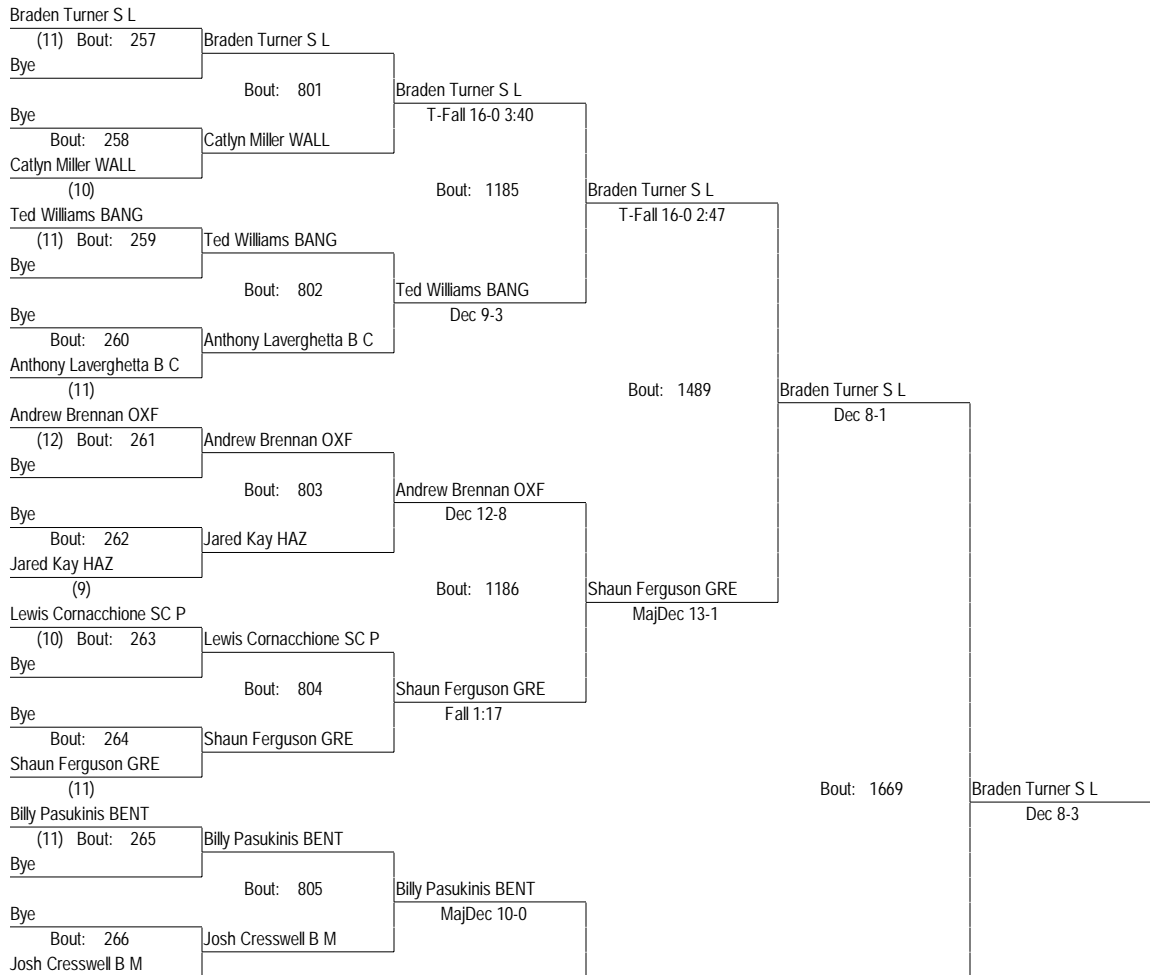 Braden Turner S L
(11) Bout: 257
Braden Turner S L
Bye
Bout: 801
Braden Turner S L
T-Fall 16-0 3:40
Bye
Bout: 258
Catlyn Miller WALL
Catlyn Miller WALL
(10)
Bout: 1185
Braden Turner S L
T-Fall 16-0 2:47
Ted Williams BANG
(11) Bout: 259
Ted Williams BANG
Bye
Bout: 802
Ted Williams BANG
Dec 9-3
Bye
Bout: 260
Anthony Laverghetta B C
Anthony Laverghetta B C
(11)
Bout: 1489
Braden Turner S L
Dec 8-1
Andrew Brennan OXF
(12) Bout: 261
Andrew Brennan OXF
Bye
Bout: 803
Andrew Brennan OXF
Dec 12-8
Bye
Bout: 262
Jared Kay HAZ
Jared Kay HAZ
(9)
Bout: 1186
Shaun Ferguson GRE
MajDec 13-1
Lewis Cornacchione SC P
(10) Bout: 263
Lewis Cornacchione SC P
Bye
Bout: 804
Shaun Ferguson GRE
Fall 1:17
Bye
Bout: 264
Shaun Ferguson GRE
Shaun Ferguson GRE
(11)
Bout: 1669
Braden Turner S L
Dec 8-3
Billy Pasukinis BENT
(11) Bout: 265
Billy Pasukinis BENT
Bye
Bout: 805
Billy Pasukinis BENT
MajDec 10-0
Bye
Bout: 266
Josh Cresswell B M
Josh Cresswell B M